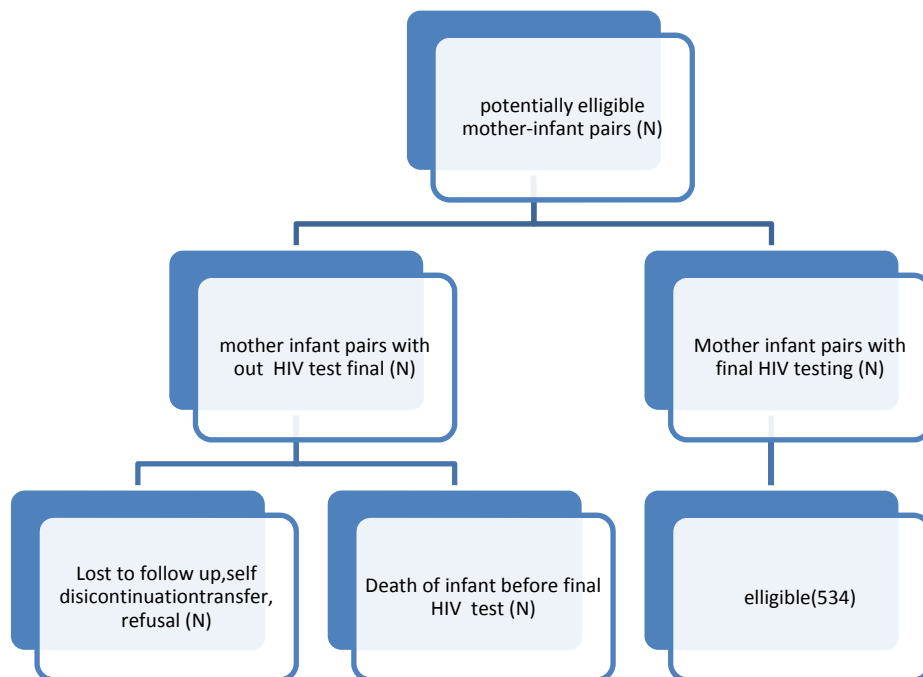 potentially elligible
mother-infant pairs (N)
mother infant pairs with
out HIV test final (N)
Mother infant pairs with
final HIV testing (N)
Lost to follow up,self
disicontinuationtransfer,
refusal (N)
Death of infant before final
HIV test (N)
elligible(534)